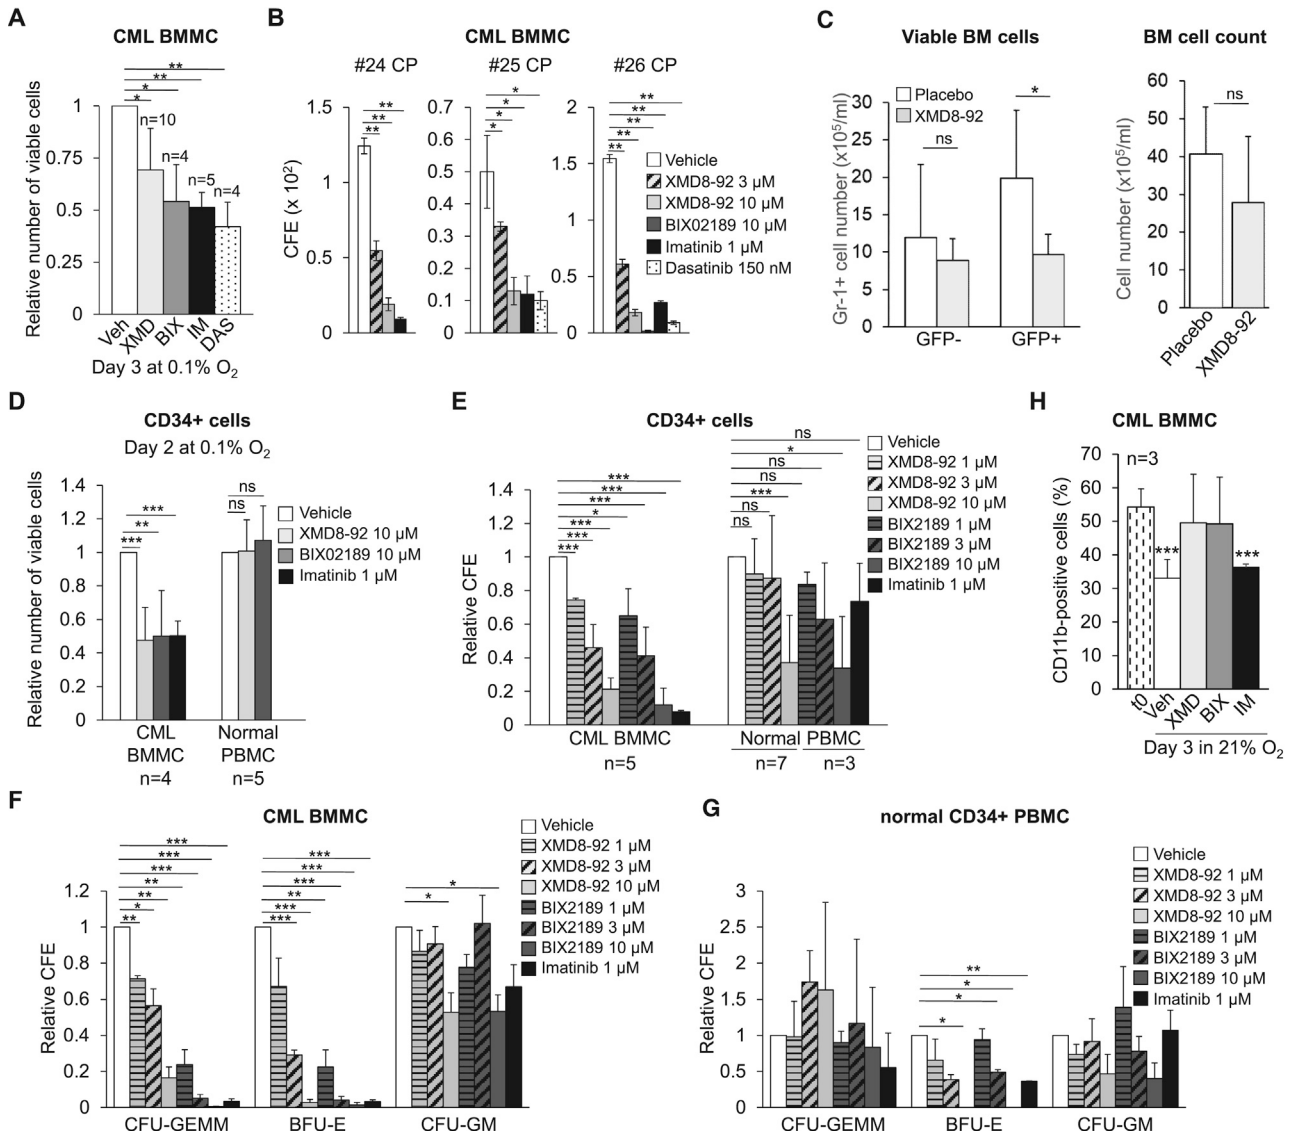 A
CML BMMC
**
**
*
*
n=10
n=4
n=5
n=4
Relative number of viable cells
1
0.75
0.5
0.25
0
Veh
XMD
BIX
IM
DAS
Day 3 at 0.1% O2
B
CML BMMC
#24 CP
#25 CP
#26 CP
CFE (x 10²)
1.5
1
0.5
0
**
**
**
0.7
0.6
0.5
0.4
0.3
0.2
0.1
0
*
*
*
*
2
1.5
1
0.5
0
**
**
**
**
**
Vehicle
XMD8-92 3 µM
XMD8-92 10 µM
BIX02189 10 µM
Imatinib 1 µM
Dasatinib 150 nM
C
Viable BM cells
Placebo
XMD8-92
Gr-1+ cell number (x10⁵/ml)
30
25
20
15
10
5
0
ns
*
GFP-
GFP+
BM cell count
Cell number (x10⁵/ml)
60
50
40
30
20
10
0
ns
Placebo
XMD8-92
D
CD34+ cells
Day 2 at 0.1% O2
Relative number of viable cells
1.4
1.2
1
0.8
0.6
0.4
0.2
0
***
**
***
ns
ns
Vehicle
XMD8-92 10 µM
BIX02189 10 µM
Imatinib 1 µM
CML
BMMC
n=4
Normal
PBMC
n=5
E
CD34+ cells
Relative CFE
1.4
1.2
1
0.8
0.6
0.4
0.2
0
***
***
***
*
***
***
***
ns
*
ns
ns
***
ns
ns
Vehicle
XMD8-92 1 µM
XMD8-92 3 µM
XMD8-92 10 µM
BIX2189 1 µM
BIX2189 3 µM
BIX2189 10 µM
Imatinib 1 µM
CML BMMC
n=5
Normal PBMC
n=7
n=3
H
CML BMMC
CD11b-positive cells (%)
70
60
50
40
30
20
10
0
n=3
***
***
t0
Veh
XMD
BIX
IM
Day 3 in 21% O2
F
CML BMMC
Relative CFE
1.2
1
0.8
0.6
0.4
0.2
0
***
***
***
**
**
*
**
***
***
***
**
***
***
*
*
Vehicle
XMD8-92 1 µM
XMD8-92 3 µM
XMD8-92 10 µM
BIX2189 1 µM
BIX2189 3 µM
BIX2189 10 µM
Imatinib 1 µM
CFU-GEMM
BFU-E
CFU-GM
G
normal CD34+ PBMC
Relative CFE
3
2.5
2
1.5
1
0.5
0
**
*
*
*
Vehicle
XMD8-92 1 µM
XMD8-92 3 µM
XMD8-92 10 µM
BIX2189 1 µM
BIX2189 3 µM
BIX2189 10 µM
Imatinib 1 µM
CFU-GEMM
BFU-E
CFU-GM